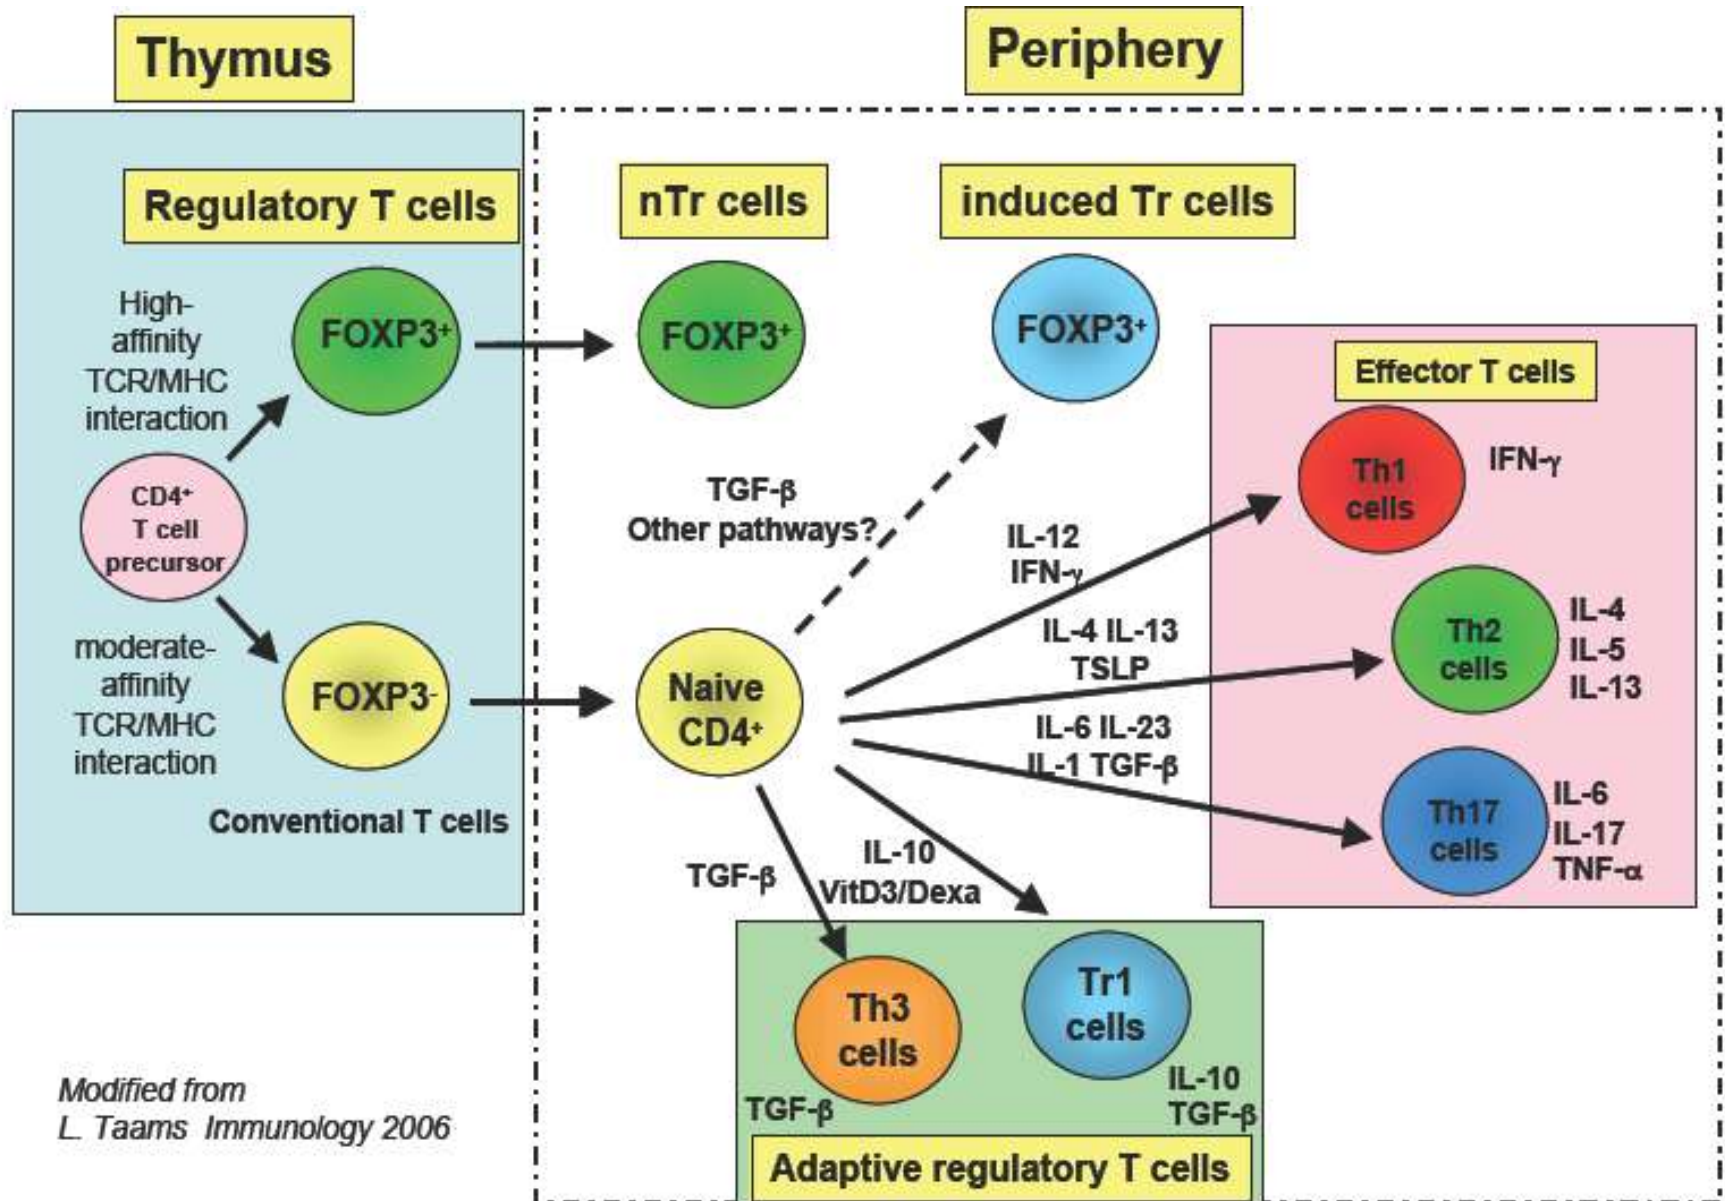 Thymus
Periphery
Regulatory T cells
nTr cells
induced Tr cells
High-
affinity
TCR/MHC
interaction
FOXP3+
FOXP3+
FOXP3+
Effector T cells
CD4+
T cell
precursor
TGF-β
Other pathways?
IL-12
IFN-γ
Th1
cells
IFN-γ
moderate-
affinity
TCR/MHC
interaction
FOXP3-
Naive
CD4+
IL-4 IL-13
TSLP
Th2
cells
IL-4
IL-5
IL-13
IL-6 IL-23
IL-1 TGF-β
Th17
cells
IL-6
IL-17
TNF-α
Conventional T cells
TGF-β
IL-10
VitD3/Dexa
Th3
cells
TGF-β
Tr1
cells
IL-10
TGF-β
Adaptive regulatory T cells
Modified from
L. Taams Immunology 2006